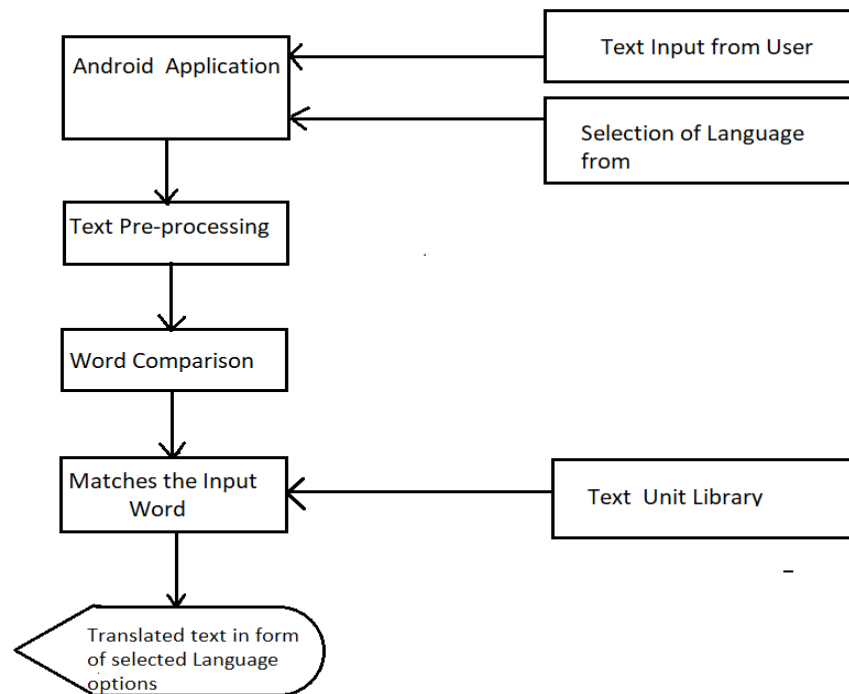 Android Application
Text Input from User
Selection of Language
from
Text Pre-processing
Word Comparison
Matches the Input
Word
Text Unit Library
Translated text in form
of selected Language
options